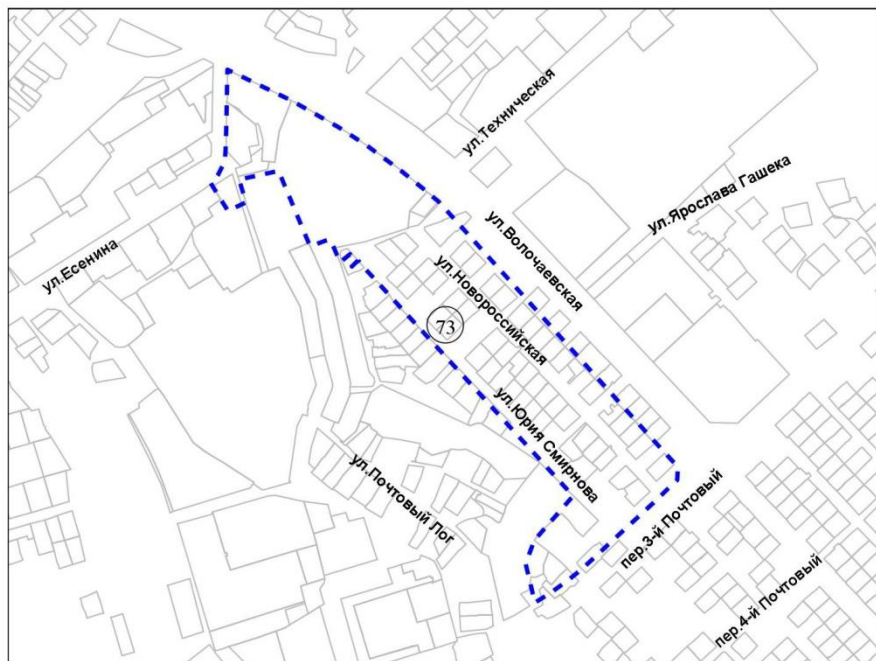 ул.Техническая
ул.Ярослава Гашека
ул.Есенина
ул.Волочаевская
ул.Новороссийская
73
ул.Юрия Смирнова
ул.Почтовый Лог
пер.3-й Почтовый
пер.4-й Почтовый